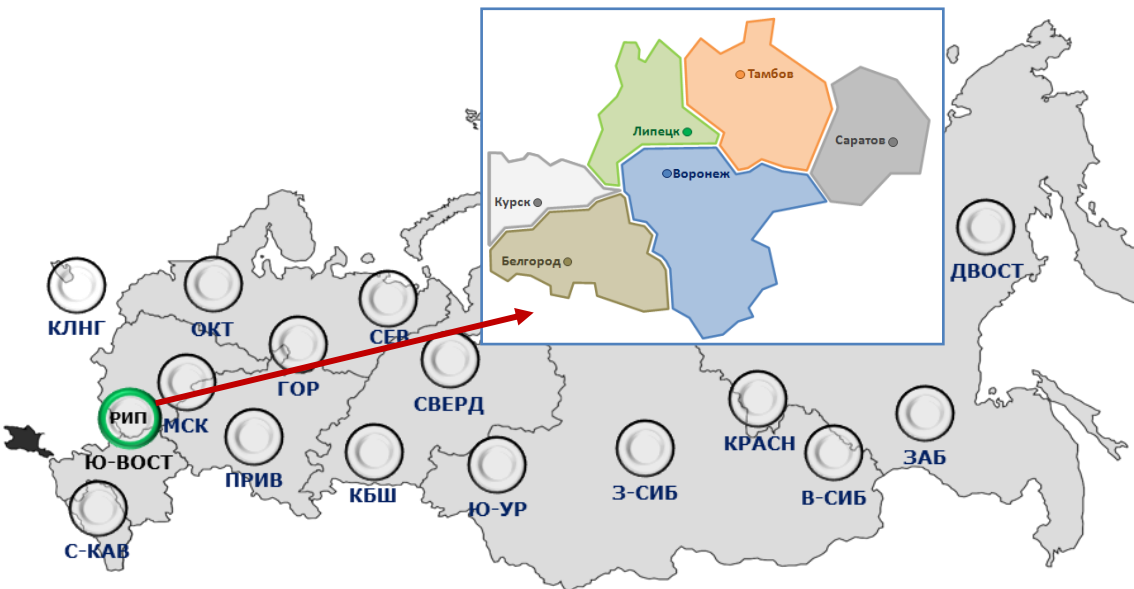 Тамбов
Липецк
Саратов
Воронеж
Курск
Белгород
ДВОСТ
КЛНГ
ОКТ
СЕВ
ГОР
СВЕРД
РИП
МСК
Ю-ВОСТ
ПРИВ
КБШ
Ю-УР
З-СИБ
КРАСН
В-СИБ
ЗАБ
С-КАВ